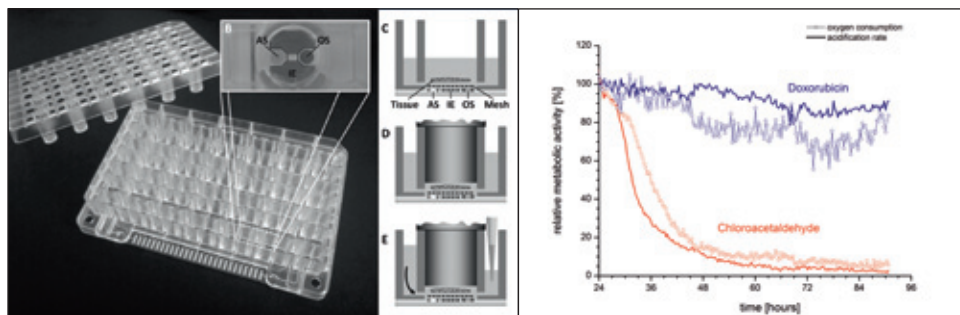 B
AS
OS
IE
C
Tissue AS IE OS Mesh
D
E
oxygen consumption
acidification rate
relative metabolic activity [%]
120
100
80
60
40
20
0
Doxorubicin
Chloroacetaldehyde
24 36 48 60 72 84 96
time [hours]